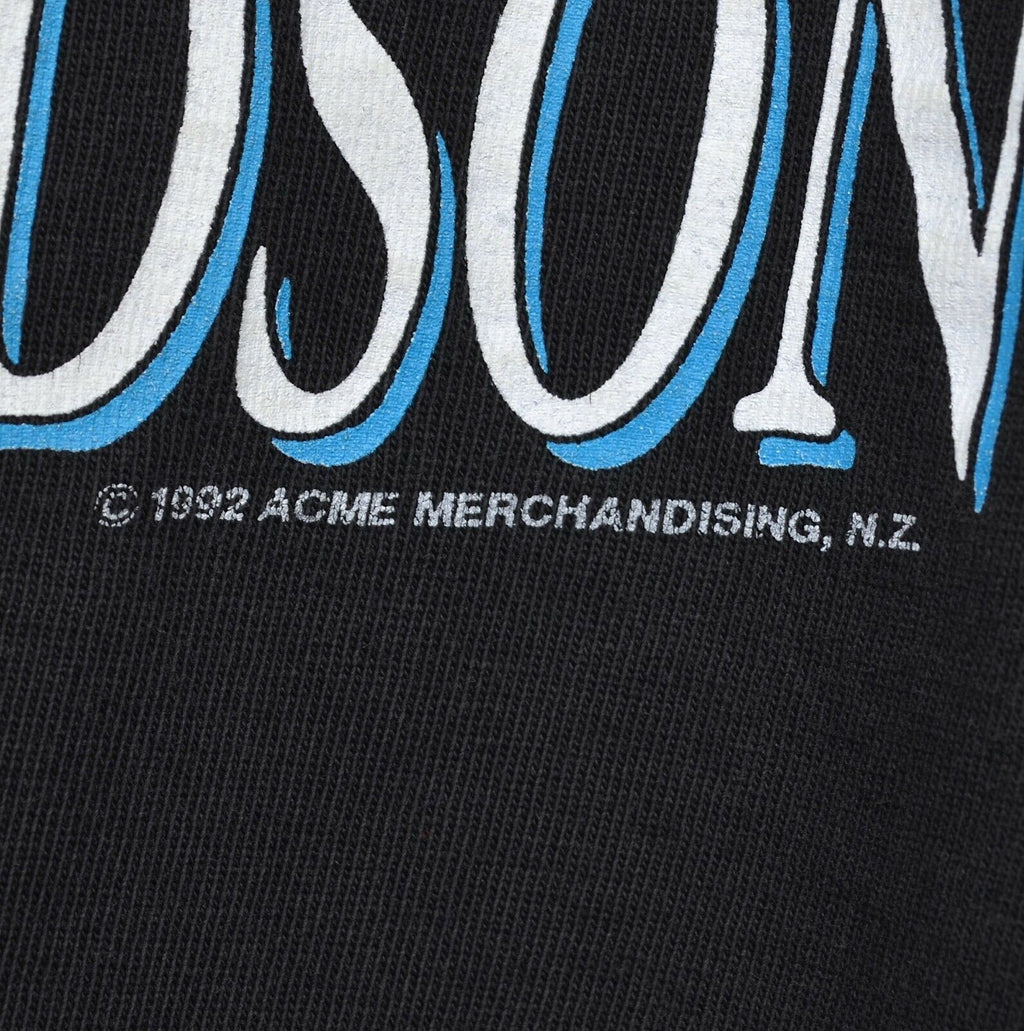 DSON
© 1992 ACME MERCHANDISING, N.Z.